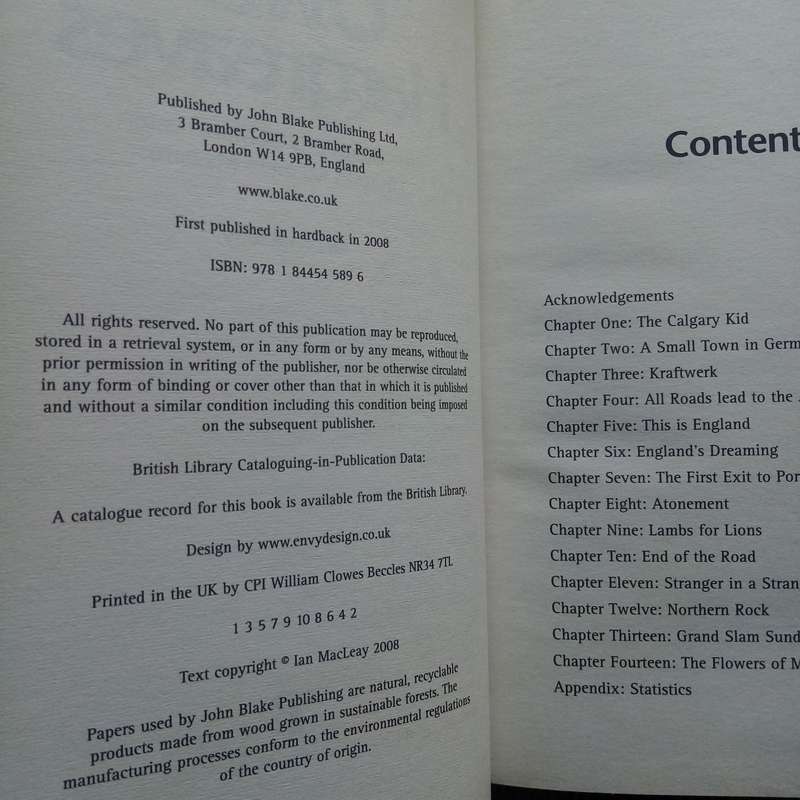 Published by John Blake Publishing Ltd,
3 Bramber Court, 2 Bramber Road,
London W14 9PB, England
www.blake.co.uk
First published in hardback in 2008
ISBN: 978 1 84454 589 6
All rights reserved. No part of this publication may be reproduced,
stored in a retrieval system, or in any form or by any means, without the
prior permission in writing of the publisher, nor be otherwise circulated
in any form of binding or cover other than that in which it is published
and without a similar condition including this condition being imposed
on the subsequent publisher.
British Library Cataloguing-in-Publication Data:
A catalogue record for this book is available from the British Library.
Design by www.envydesign.co.uk
Printed in the UK by CPI William Clowes Beccles NR34 7TL
1 3 5 7 9 10 8 6 4 2
Text copyright © Ian MacLeay 2008
Papers used by John Blake Publishing are natural, recyclable
products made from wood grown in sustainable forests. The
manufacturing processes conform to the environmental regulations
of the country of origin.
Content
Acknowledgements
Chapter One: The Calgary Kid
Chapter Two: A Small Town in Germ
Chapter Three: Kraftwerk
Chapter Four: All Roads lead to the
Chapter Five: This is England
Chapter Six: England's Dreaming
Chapter Seven: The First Exit to Por
Chapter Eight: Atonement
Chapter Nine: Lambs for Lions
Chapter Ten: End of the Road
Chapter Eleven: Stranger in a Stran
Chapter Twelve: Northern Rock
Chapter Thirteen: Grand Slam Sund
Chapter Fourteen: The Flowers of M
Appendix: Statistics